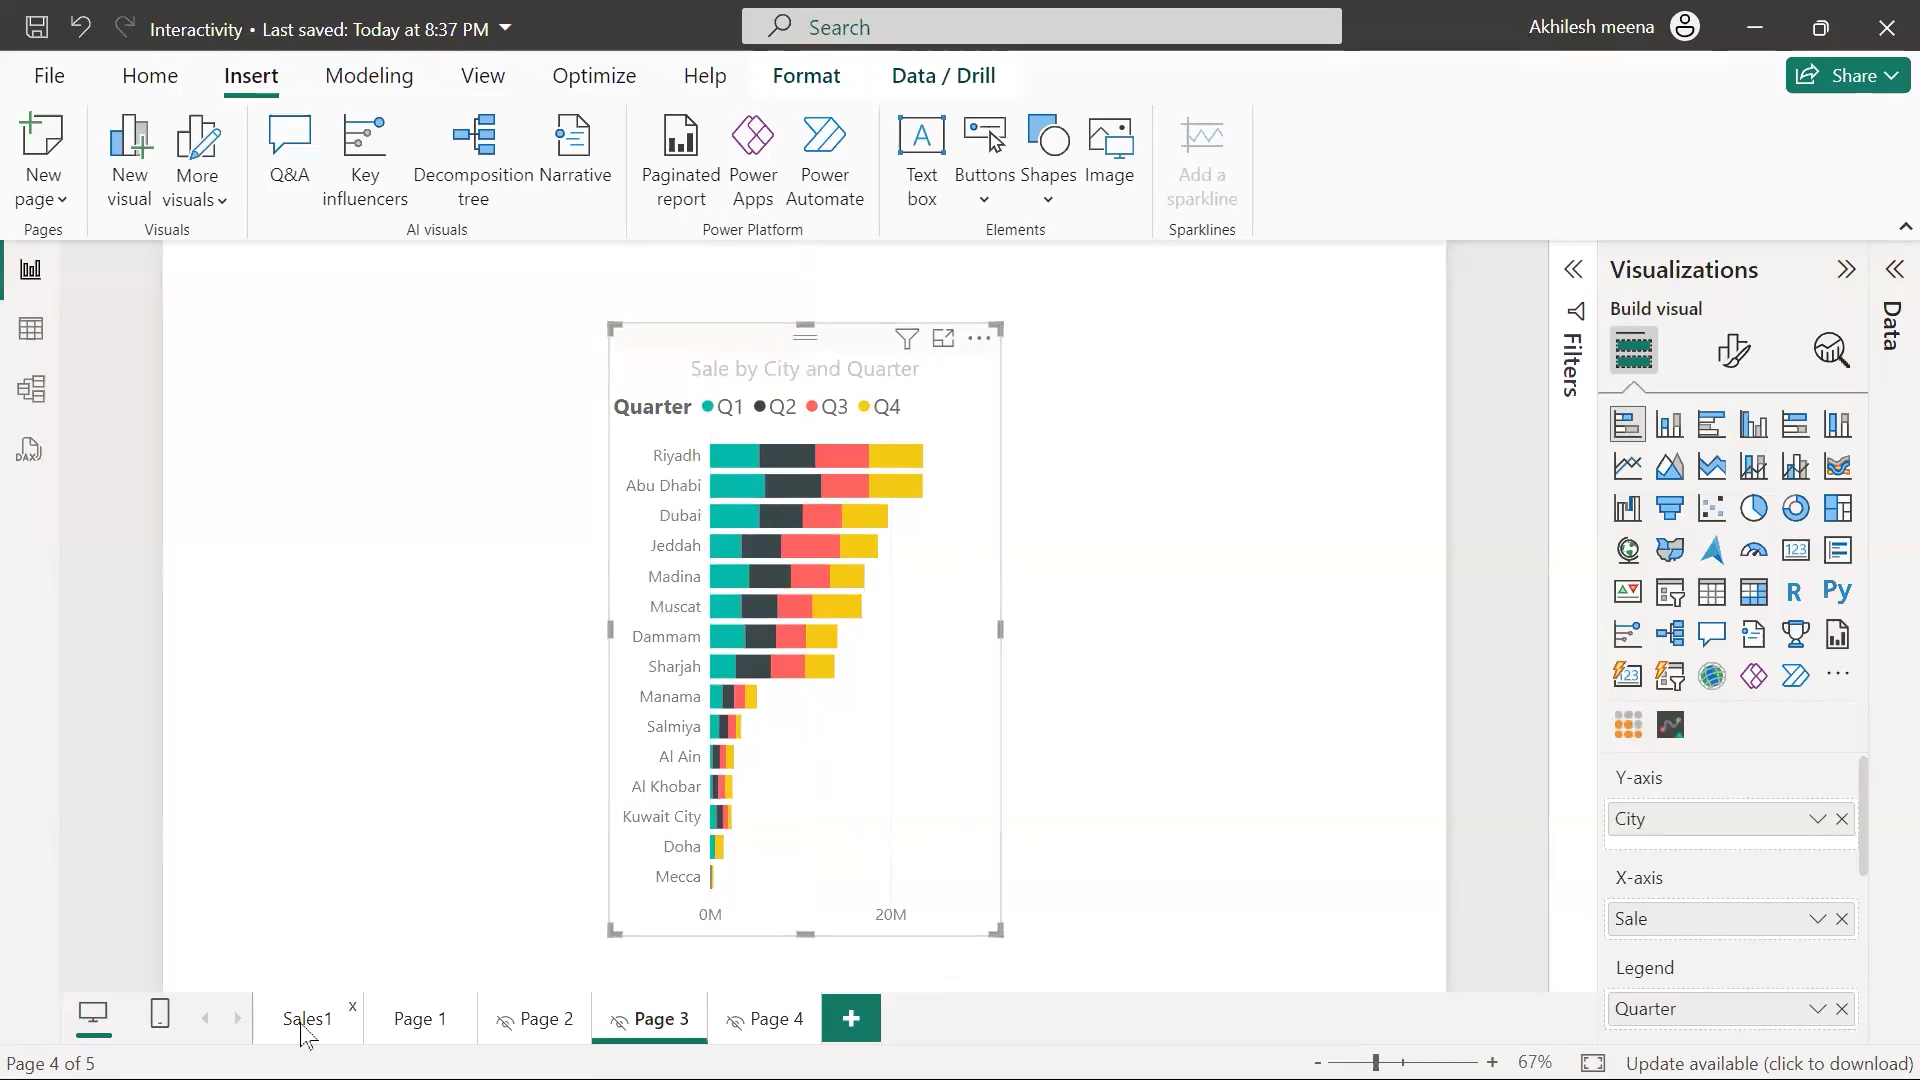 Interactivity • Last saved: Today at 8:37 PM
Search
Akhilesh meena
File Home Insert Modeling View Optimize Help Format Data / Drill
Share
New page
New visual
More visuals
Q&A
Key influencers
Decomposition tree
Narrative
Paginated report
Power Apps
Power Automate
Text box
Buttons
Shapes
Image
Add a sparkline
Pages
Visuals
AI visuals
Power Platform
Elements
Sparklines
DAX
Sale by City and Quarter
Quarter Q1 Q2 Q3 Q4
Riyadh
Abu Dhabi
Dubai
Jeddah
Madina
Muscat
Dammam
Sharjah
Manama
Salmiya
Al Ain
Al Khobar
Kuwait City
Doha
Mecca
0M 20M
Filters
Visualizations
Build visual
123
R Py
123
Y-axis
City
X-axis
Sale
Legend
Quarter
Data
Sales1 x Page 1 Page 2 Page 3 Page 4 +
Page 4 of 5
- + 67%
Update available (click to download)